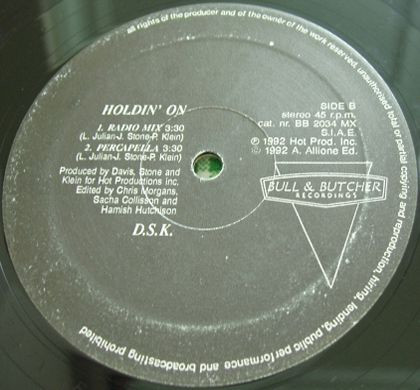 all rights of the producer and of the owner of the work reserved, unauthorised total or partial copying and reproduction, hiring, lending, public performance and broadcasting prohibited
HOLDIN' ON
1. RADIO MIX 3:30
(L. Julian-J. Stone-P. Klein)
2. PERCAPELLA 3:30
(L. Julian-J. Stone-P. Klein)
Produced by Davis, Stone and
Klein for Hot Productions inc.
Edited by Chris Morgans,
Sacha Collisson and
Hamish Hutchison
D.S.K.
SIDE B
stereo 45 r.p.m.
cat. nr. BB 2034 MX
S.I.A.E.
℗ 1992 Hot Prod. Inc.
© 1992 A. Allione Ed.
BULL & BUTCHER
RECORDINGS